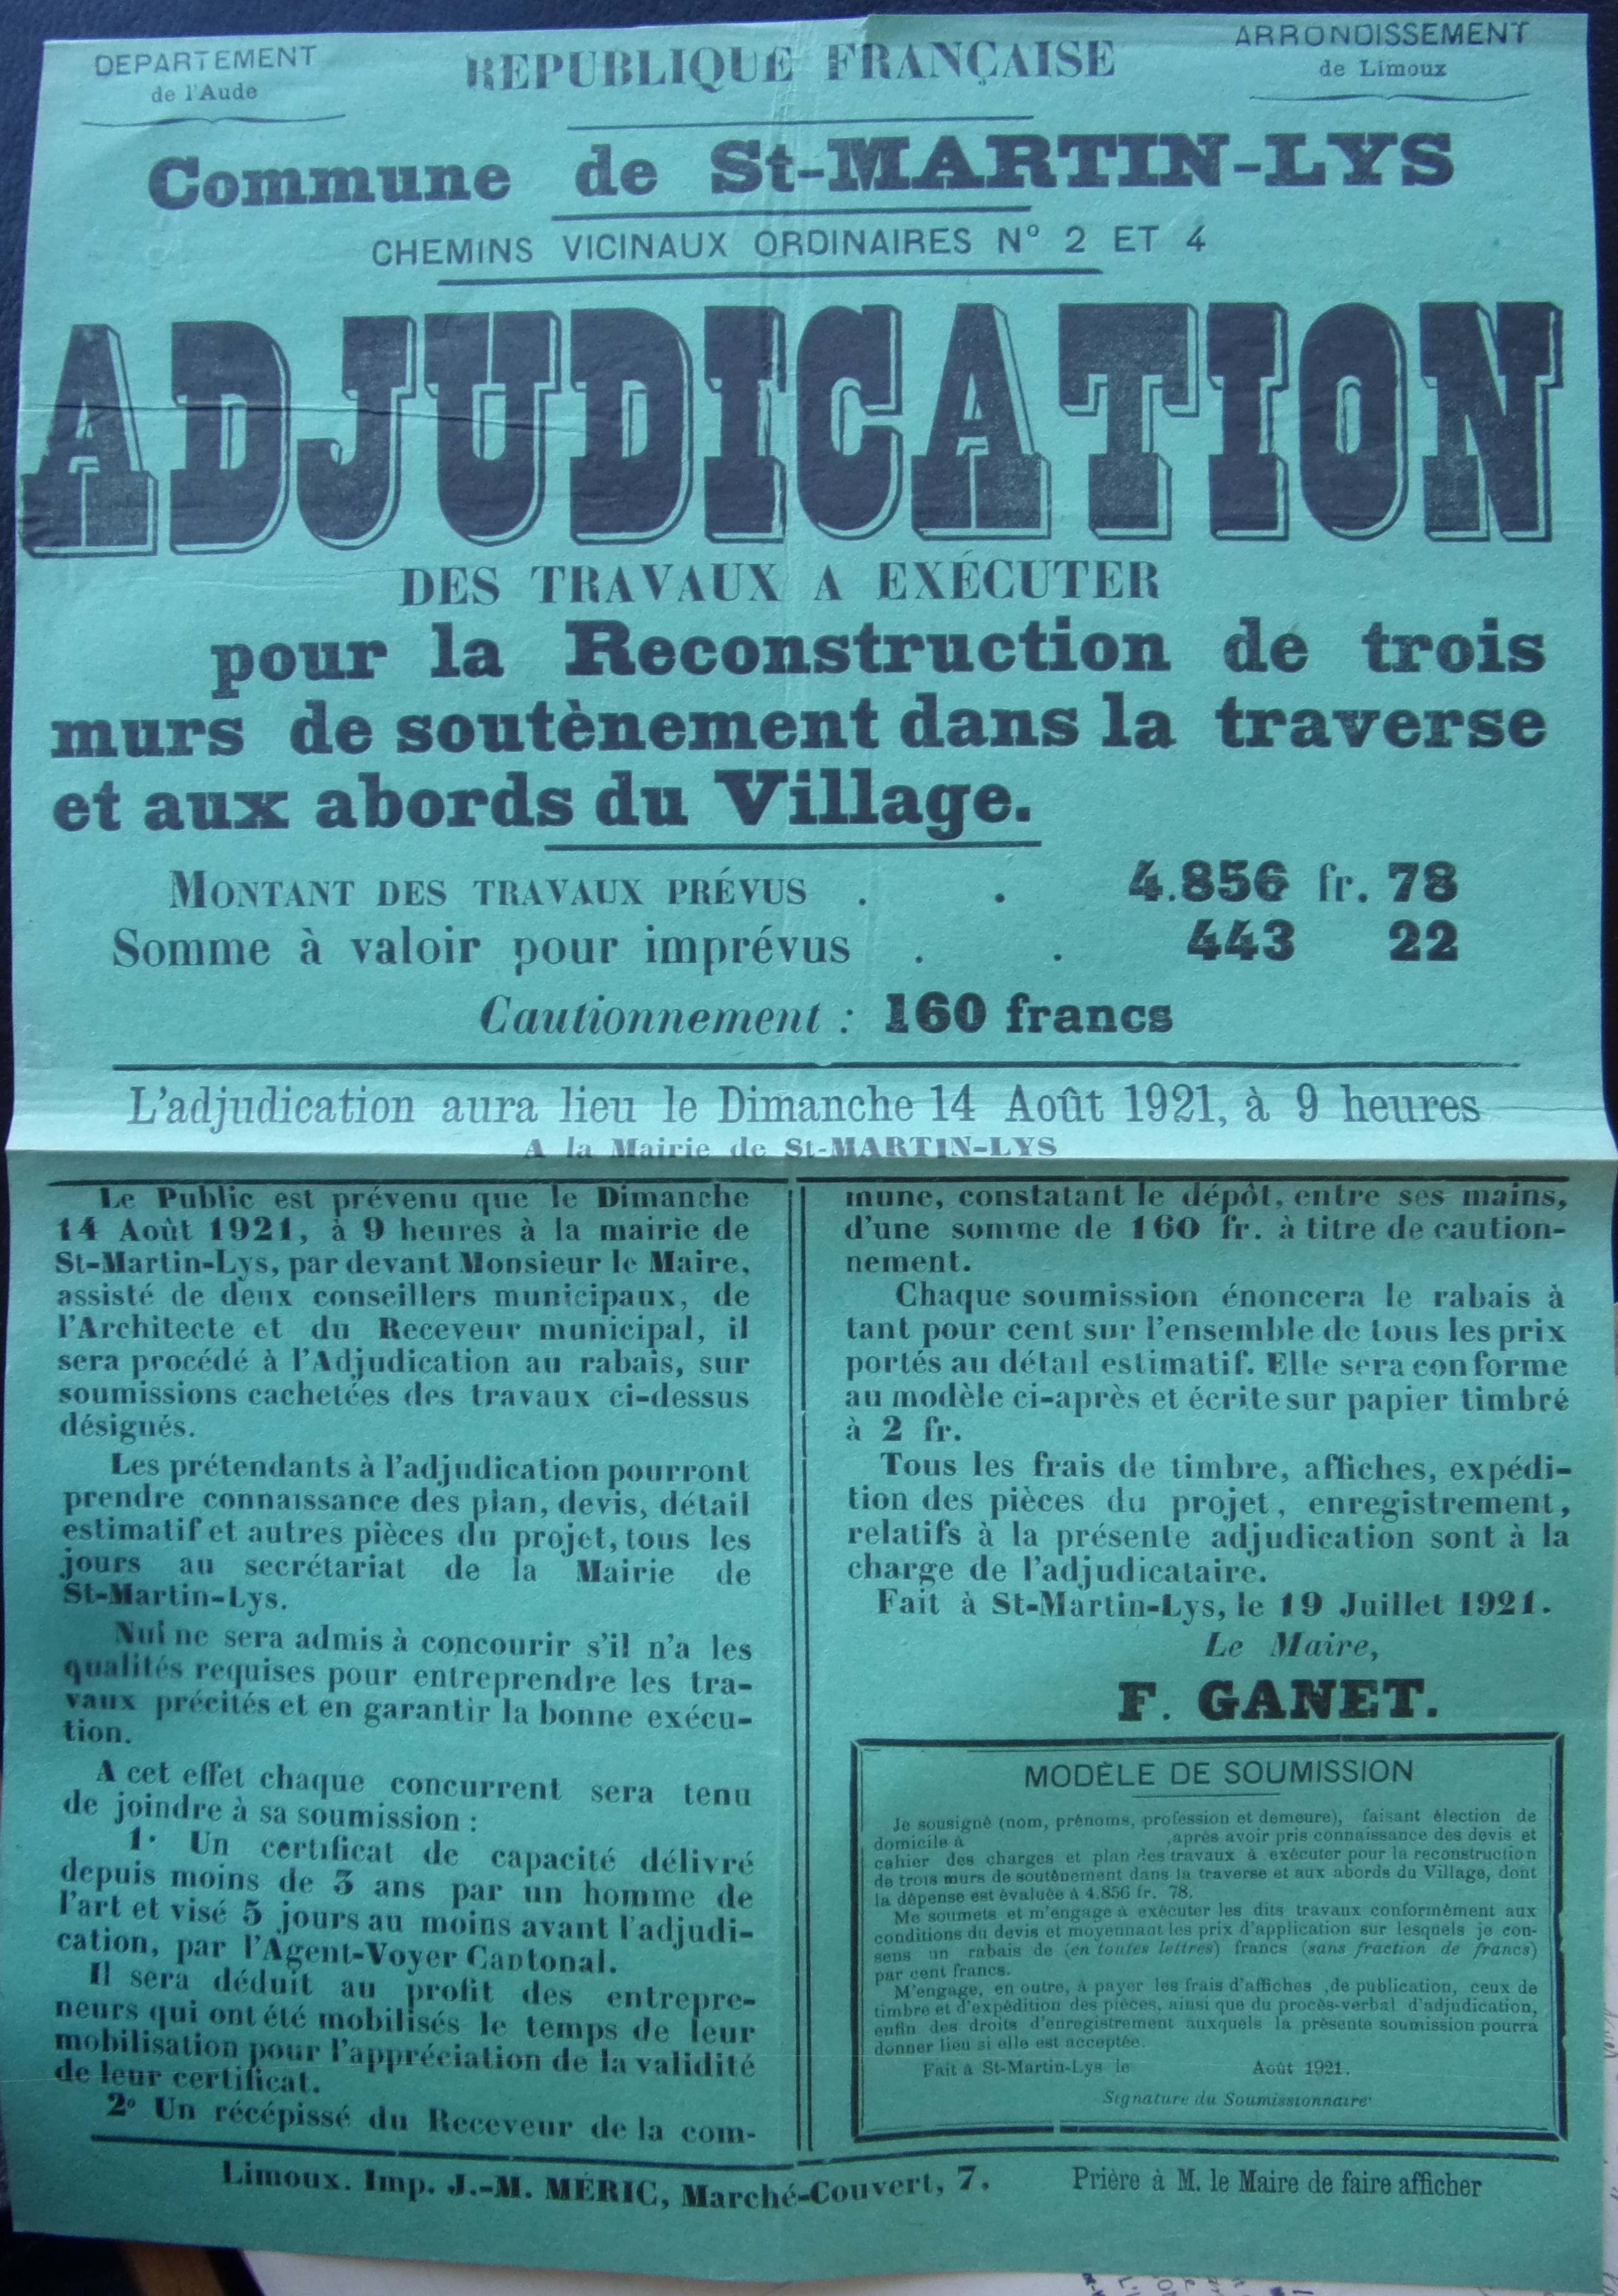 DEPARTEMENT
de l'Aude
REPUBLIQUE FRANÇAISE
ARRONDISSEMENT
de Limoux
Commune de St-MARTIN-LYS
CHEMINS VICINAUX ORDINAIRES N° 2 ET 4
ADJUDICATION
DES TRAVAUX A EXÉCUTER
pour la Reconstruction de trois
murs de soutènement dans la traverse
et aux abords du Village.
MONTANT DES TRAVAUX PRÉVUS . . 4.856 fr. 78
Somme à valoir pour imprévus . . 443 22
Cautionnement : 160 francs
L'adjudication aura lieu le Dimanche 14 Août 1921, à 9 heures
A la Mairie de St-MARTIN-LYS
Le Public est prévenu que le Dimanche
14 Août 1921, à 9 heures à la mairie de
St-Martin-Lys, par devant Monsieur le Maire,
assisté de deux conseillers municipaux, de
l'Architecte et du Receveur municipal, il
sera procédé à l'Adjudication au rabais, sur
soumissions cachetées des travaux ci-dessus
désignés.
Les prétendants à l'adjudication pourront
prendre connaissance des plan, devis, détail
estimatif et autres pièces du projet, tous les
jours au secrétariat de la Mairie de
St-Martin-Lys.
Nul ne sera admis à concourir s'il n'a les
qualités requises pour entreprendre les tra-
vaux précités et en garantir la bonne exécu-
tion.
A cet effet chaque concurrent sera tenu
de joindre à sa soumission :
1· Un certificat de capacité délivré
depuis moins de 3 ans par un homme de
l'art et visé 5 jours au moins avant l'adjudi-
cation, par l'Agent-Voyer Cantonal.
Il sera déduit au profit des entrepre-
neurs qui ont été mobilisés le temps de leur
mobilisation pour l'appréciation de la validité
de leur certificat.
2° Un récépissé du Receveur de la com-
mune, constatant le dépôt, entre ses mains,
d'une somme de 160 fr. à titre de caution-
nement.
Chaque soumission énoncera le rabais à
tant pour cent sur l'ensemble de tous les prix
portés au détail estimatif. Elle sera conforme
au modèle ci-après et écrite sur papier timbré
à 2 fr.
Tous les frais de timbre, affiches, expédi-
tion des pièces du projet, enregistrement,
relatifs à la présente adjudication sont à la
charge de l'adjudicataire.
Fait à St-Martin-Lys, le 19 Juillet 1921.
Le Maire,
F. GANET.
MODÈLE DE SOUMISSION
Je sousigné (nom, prénoms, profession et demeure), faisant élection de
domicile à ,après avoir pris connaissance des devis et
cahier des charges et plan des travaux à exécuter pour la reconstruction
de trois murs de soutènement dans la traverse et aux abords du Village, dont
la dépense est évaluée à 4.856 fr. 78.
Me soumets et m'engage à exécuter les dits travaux conformément aux
conditions du devis et moyennant les prix d'application sur lesquels je con-
sens un rabais de (en toutes lettres) francs (sans fraction de francs)
par cent francs.
M'engage, en outre, à payer les frais d'affiches ,de publication, ceux de
timbre et d'expédition des pièces, ainsi que du procès-verbal d'adjudication,
enfin des droits d'enregistrement auxquels la présente soumission pourra
donner lieu si elle est acceptée.
Fait à St-Martin-Lys le Août 1921.
Signature du Soumissionnaire
Limoux. Imp. J.-M. MÉRIC, Marché-Couvert, 7.
Prière à M. le Maire de faire afficher